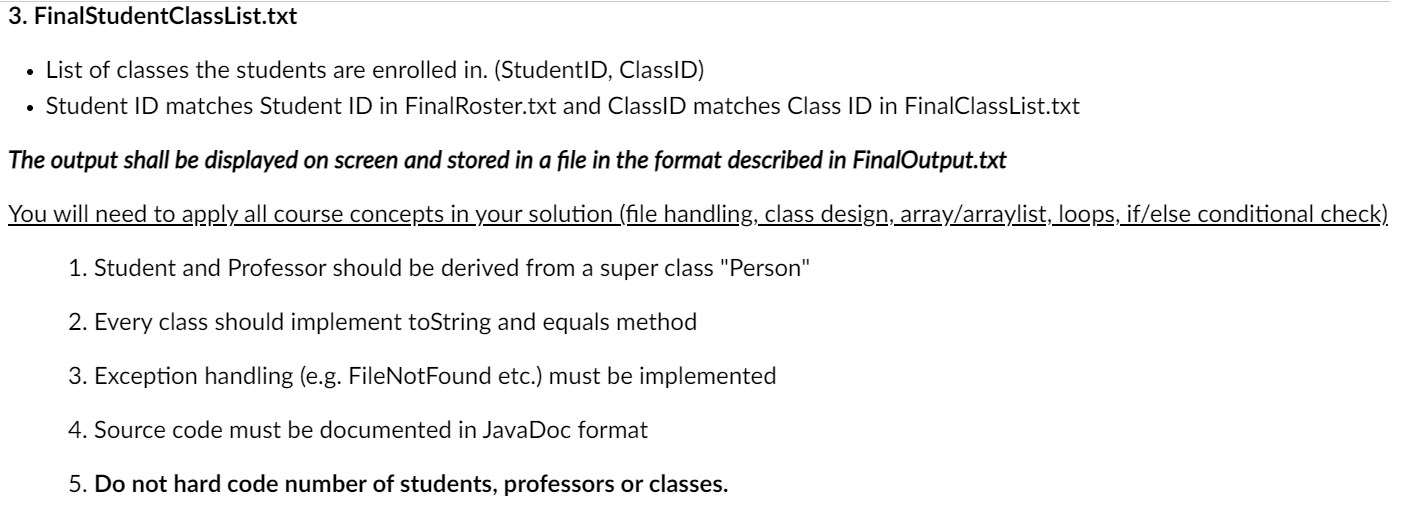 3. FinalStudentClassList.txt
• List of classes the students are enrolled in. (StudentID, ClassID)
• Student ID matches Student ID in FinalRoster.txt and ClassID matches Class ID in FinalClassList.txt
The output shall be displayed on screen and stored in a file in the format described in FinalOutput.txt
You will need to apply all course concepts in your solution (file handling, class design, array/arraylist, loops, if/else conditional check)
1. Student and Professor should be derived from a super class "Person"
2. Every class should implement toString and equals method
3. Exception handling (e.g. FileNotFound etc.) must be implemented
4. Source code must be documented in JavaDoc format
5. Do not hard code number of students, professors or classes.